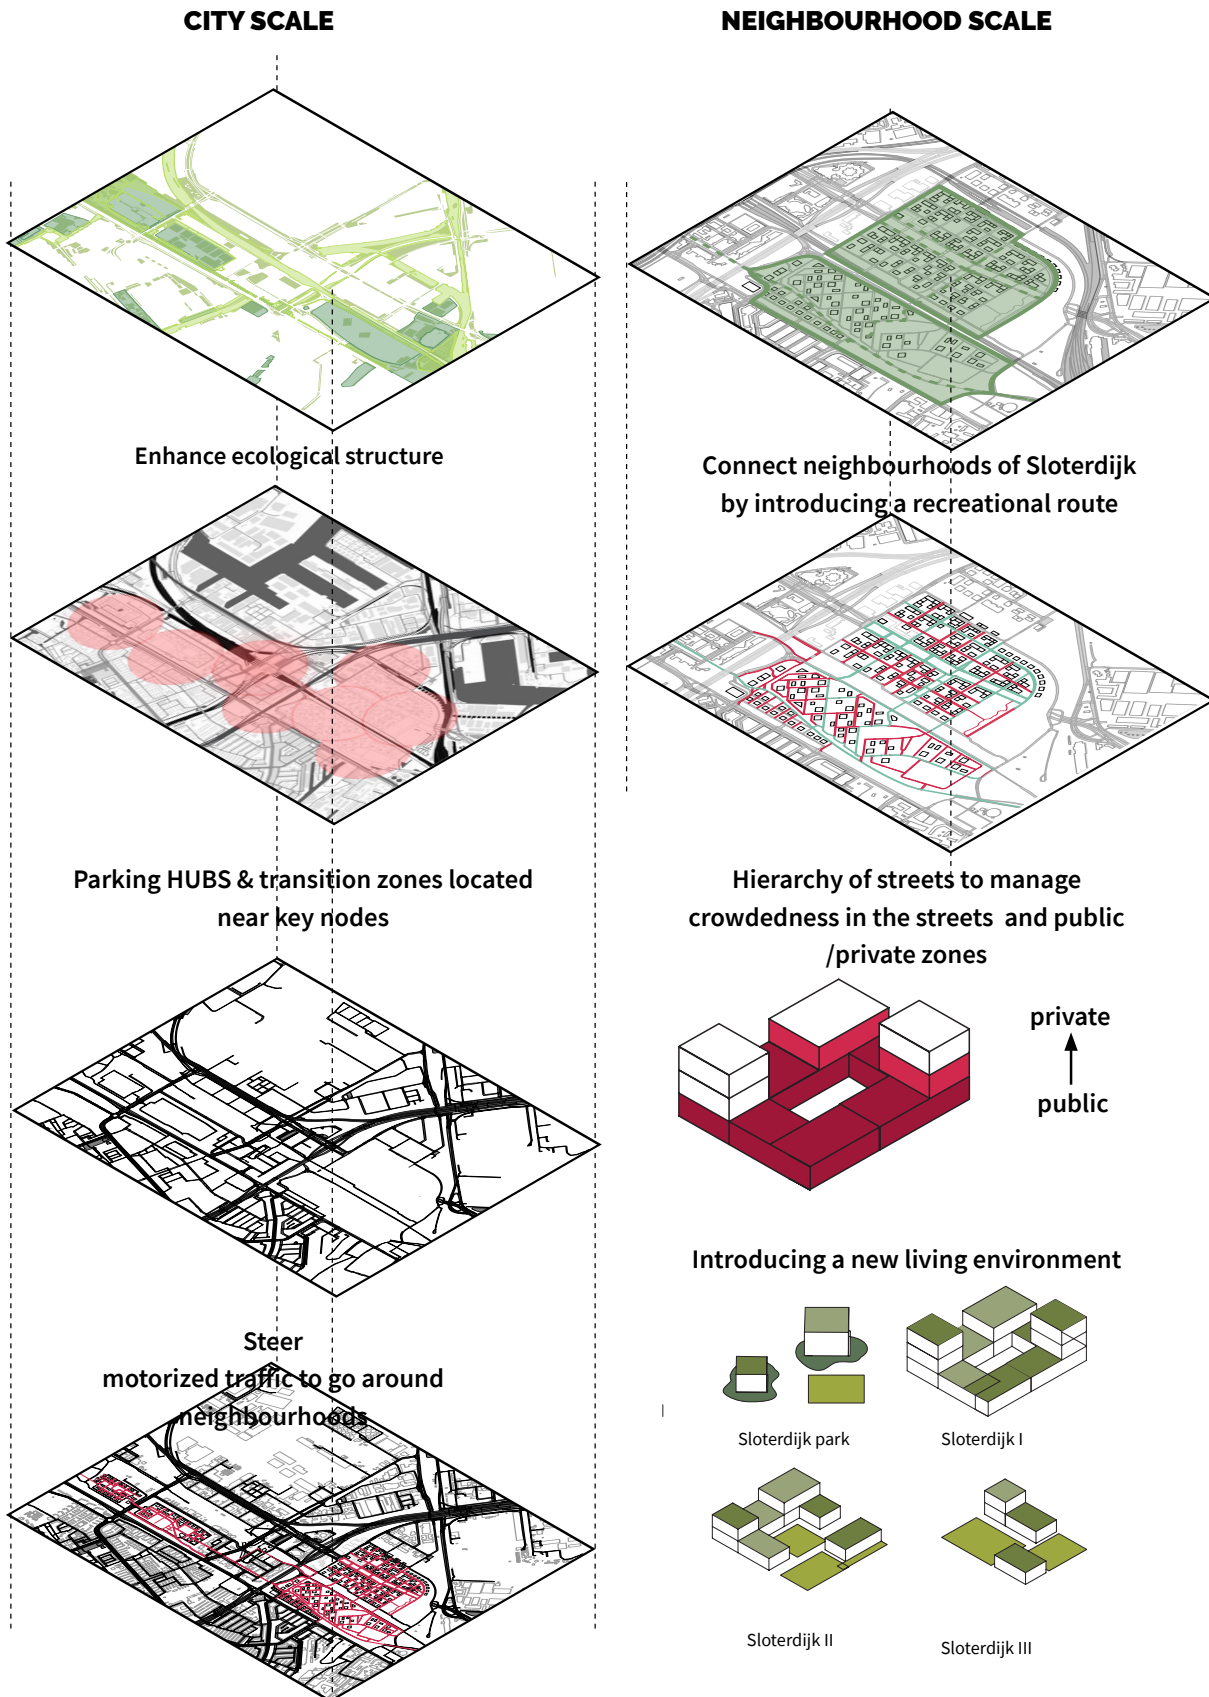 CITY SCALE
Enhance ecological structure
Parking HUBS & transition zones located
near key nodes
Steer
motorized traffic to go around
neighbourhoods
NEIGHBOURHOOD SCALE
Connect neighbourhoods of Sloterdijk
by introducing a recreational route
Hierarchy of streets to manage
crowdedness in the streets and public
/private zones
private
public
Introducing a new living environment
Sloterdijk park
Sloterdijk I
Sloterdijk II
Sloterdijk III